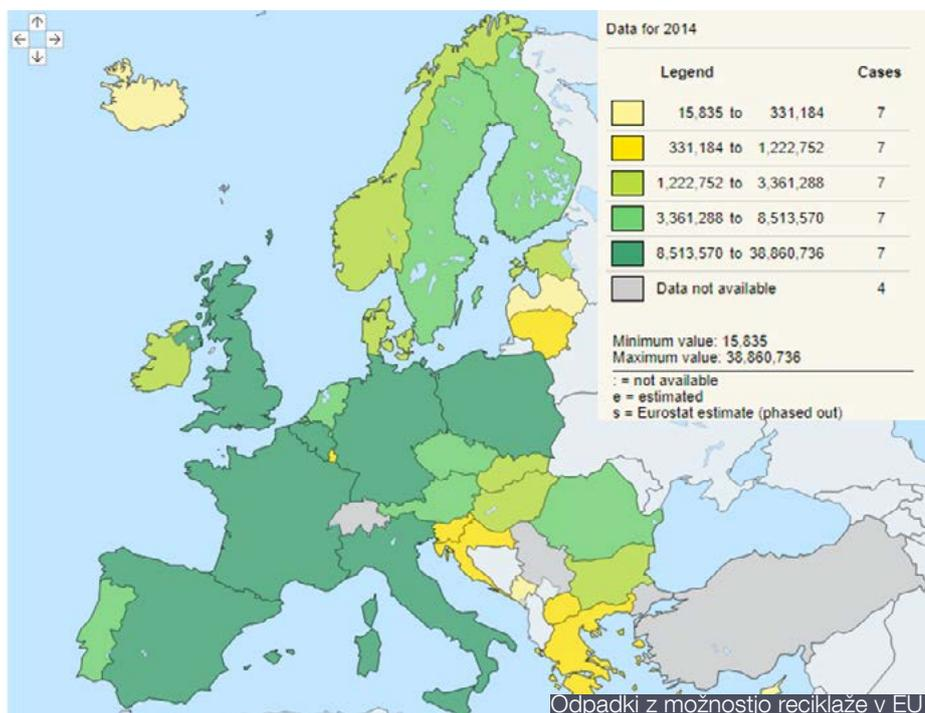 Data for 2014
Legend Cases
15,835 to 331,184 7
331,184 to 1,222,752 7
1,222,752 to 3,361,288 7
3,361,288 to 8,513,570 7
8,513,570 to 38,860,736 7
Data not available 4
Minimum value: 15,835
Maximum value: 38,860,736
: = not available
e = estimated
s = Eurostat estimate (phased out)
Odpadki z možnostjo reciklaže v EU